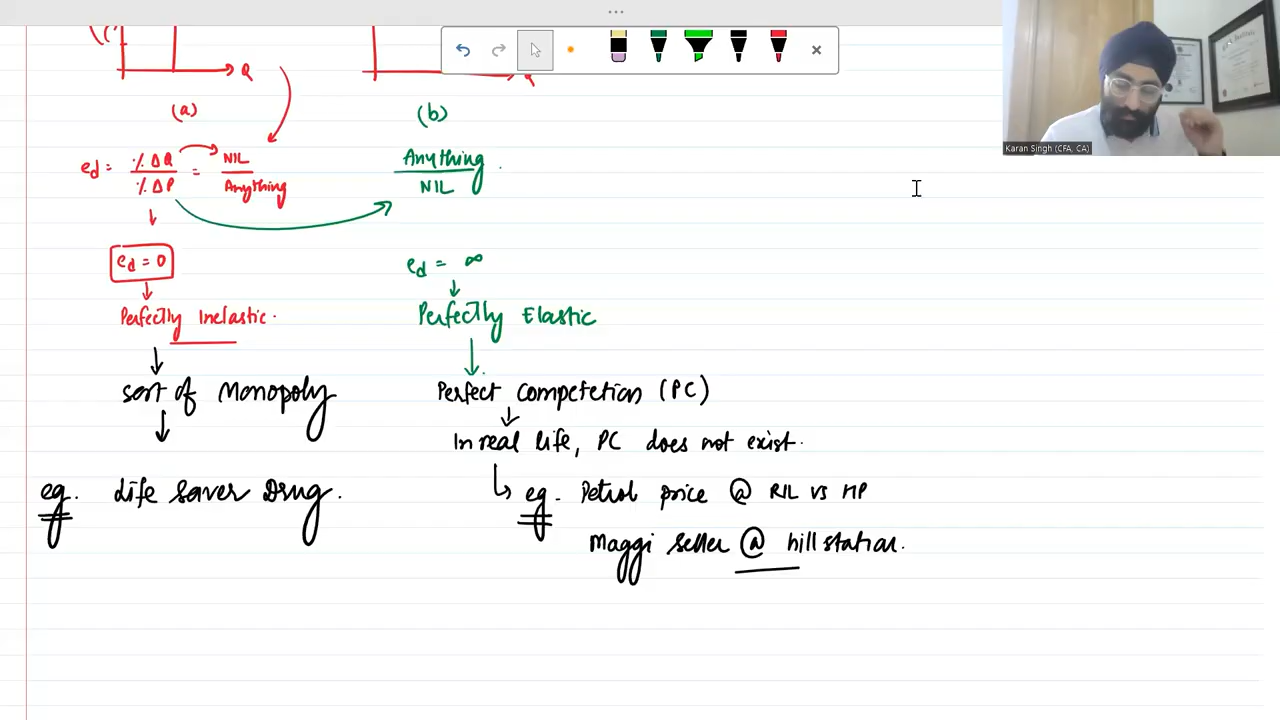 Q
Q
(a)
(b)
ed = % ΔQ / % ΔP = NIL / Anything
Anything / NIL
ed = 0
ed = ∞
Perfectly Inelastic.
Perfectly Elastic
sort of Monopoly
Perfect competetion (PC)
In real life, PC does not exist.
eg. Life Saver Drug.
eg. Petrol price @ RIL vs HP
Maggi seller @ hill station.
Karan Singh (CFA, CA)